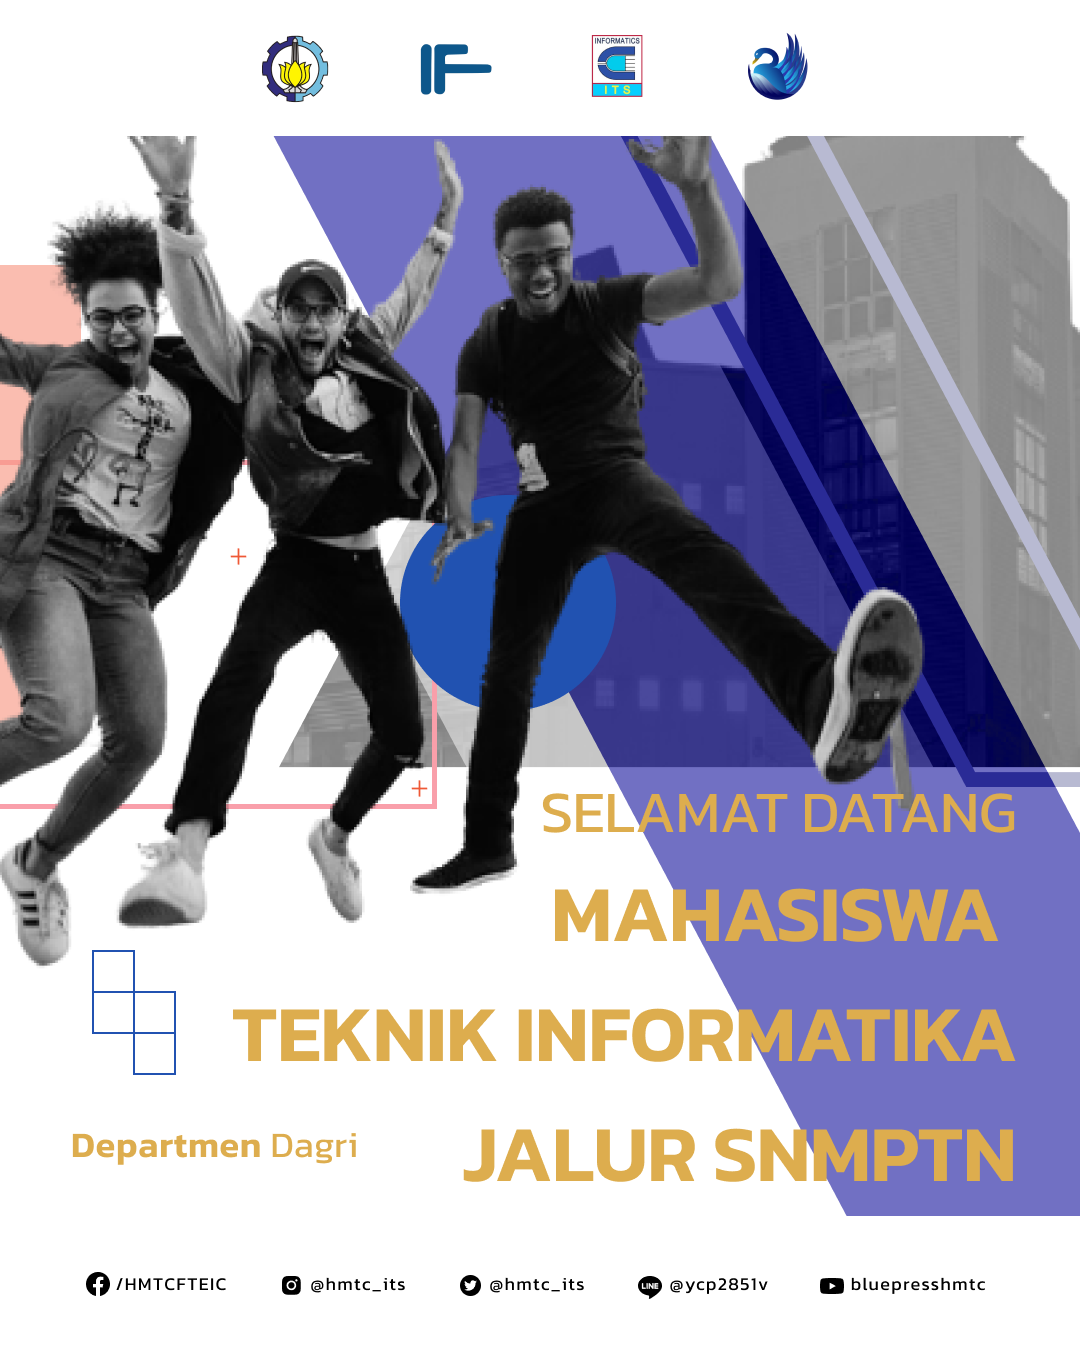 INFORMATICS
ITS
SELAMAT DATANG
MAHASISWA
TEKNIK INFORMATIKA
JALUR SNMPTN
Departmen Dagri
/HMTCFTEIC
@hmtc_its
@hmtc_its
LINE
@ycp2851v
bluepresshmtc